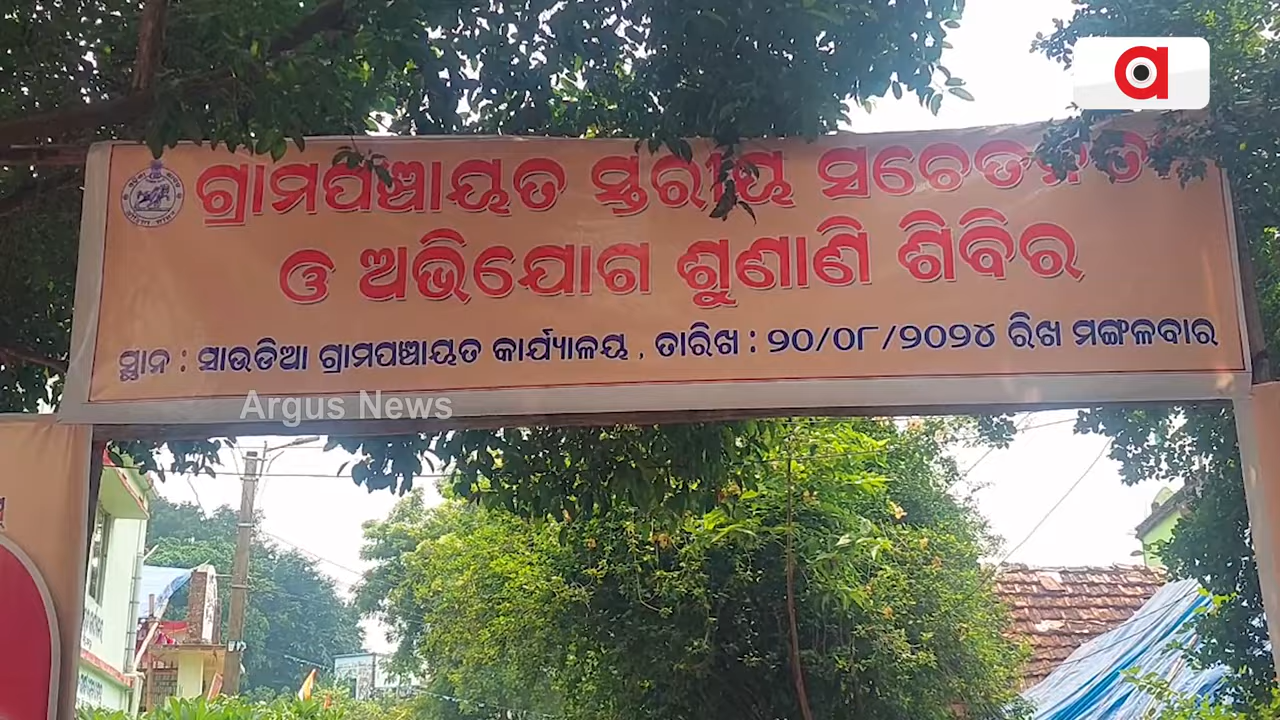 a
ଗ୍ରାମପଞ୍ଚାୟତ ସ୍ତରୀୟ
ଓ ଅଭିଯୋଗ ଶୁଣାଣି ଶିବିର
ସ୍ଥାନ : ସାଉଡିଆ ଗ୍ରାମପଞ୍ଚାୟତ କାର୍ଯ୍ୟାଳୟ , ତାରିଖ : ୨୦/୦୮/୨୦୨୪ ରିଖ ମଙ୍ଗଳବାର
Argus News